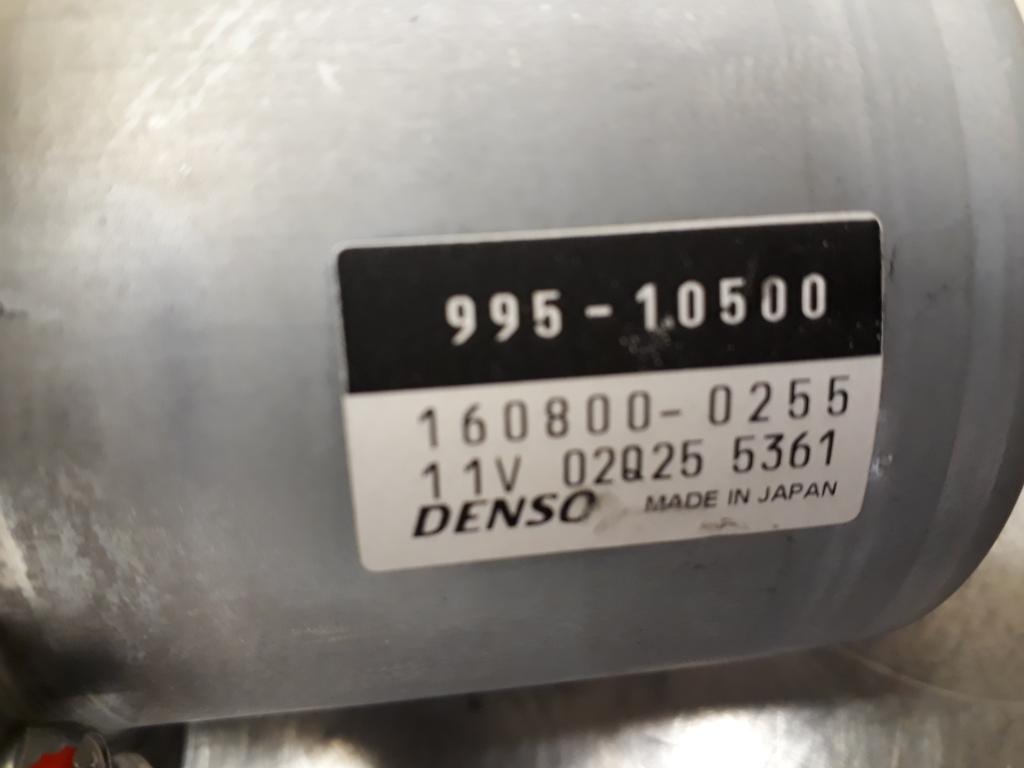 995-10500
160800-0255
11V 02Q25 5361
DENSO MADE IN JAPAN